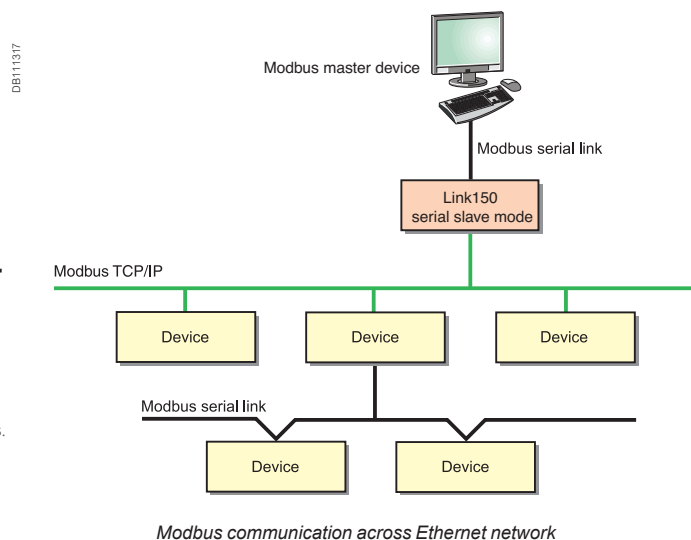 DB111317
Modbus master device
Modbus serial link
Link150
serial slave mode
Modbus TCP/IP
Device
Device
Device
Modbus serial link
s.
Device
Device
Modbus communication across Ethernet network